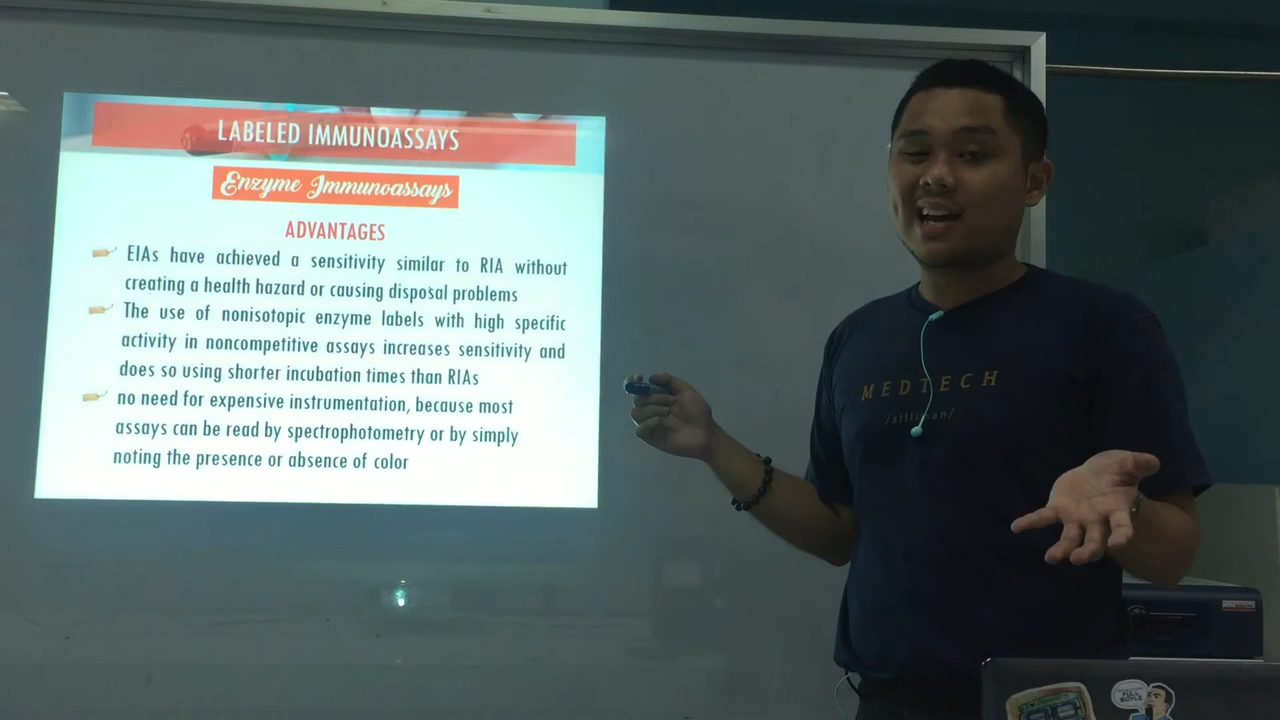 LABELED IMMUNOASSAYS
Enzyme Immunoassays
ADVANTAGES
EIAs have achieved a sensitivity similar to RIA without
creating a health hazard or causing disposal problems
The use of nonisotopic enzyme labels with high specific
activity in noncompetitive assays increases sensitivity and
does so using shorter incubation times than RIAs
no need for expensive instrumentation, because most
assays can be read by spectrophotometry or by simply
noting the presence or absence of color
MEDTECH
/silliman/
FULL
BOYLE